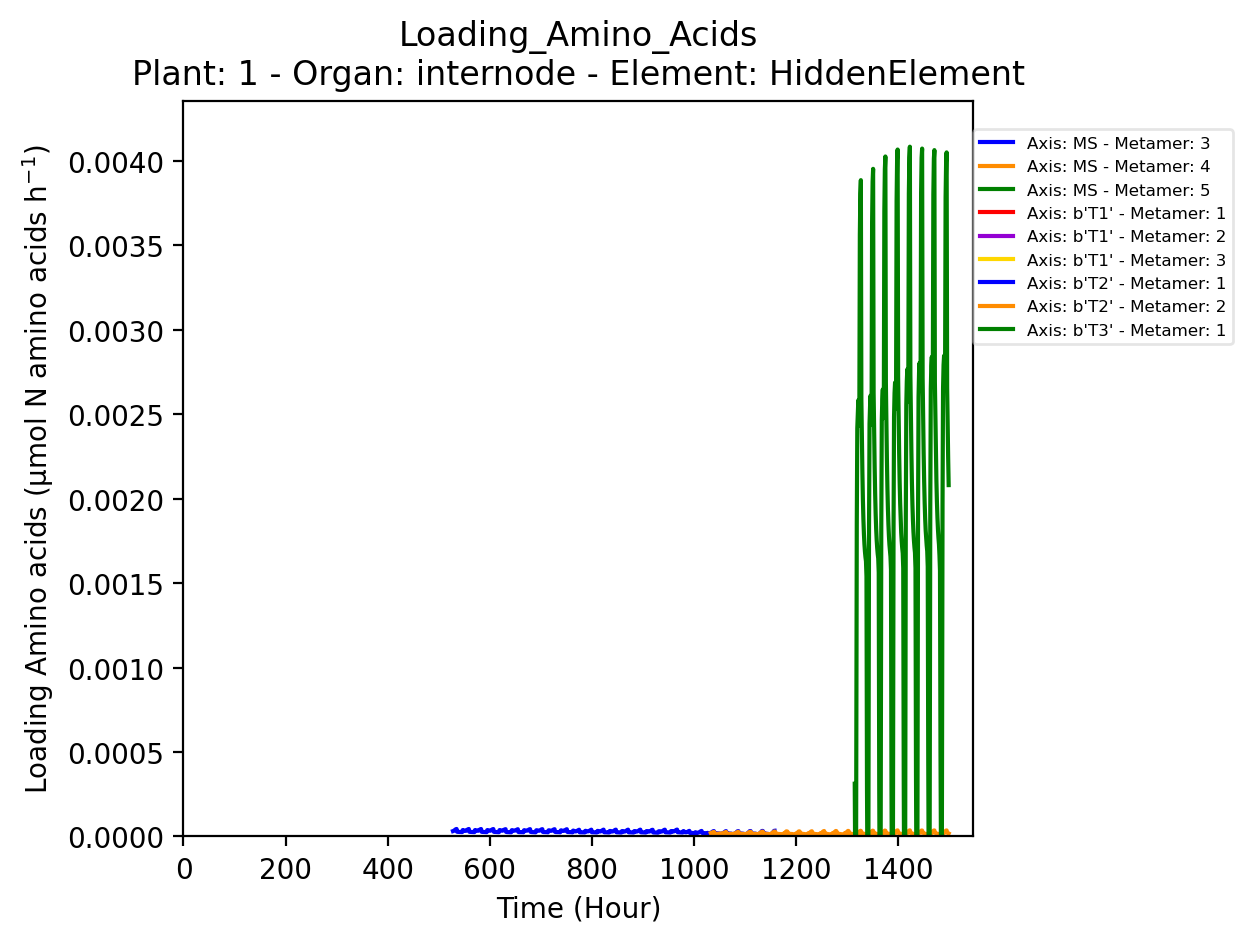 Loading_Amino_Acids
Plant: 1 - Organ: internode - Element: HiddenElement
Loading Amino acids (µmol N amino acids h⁻¹)
0.0040
0.0035
0.0030
0.0025
0.0020
0.0015
0.0010
0.0005
0.0000
Axis: MS - Metamer: 3
Axis: MS - Metamer: 4
Axis: MS - Metamer: 5
Axis: b'T1' - Metamer: 1
Axis: b'T1' - Metamer: 2
Axis: b'T1' - Metamer: 3
Axis: b'T2' - Metamer: 1
Axis: b'T2' - Metamer: 2
Axis: b'T3' - Metamer: 1
0 200 400 600 800 1000 1200 1400
Time (Hour)